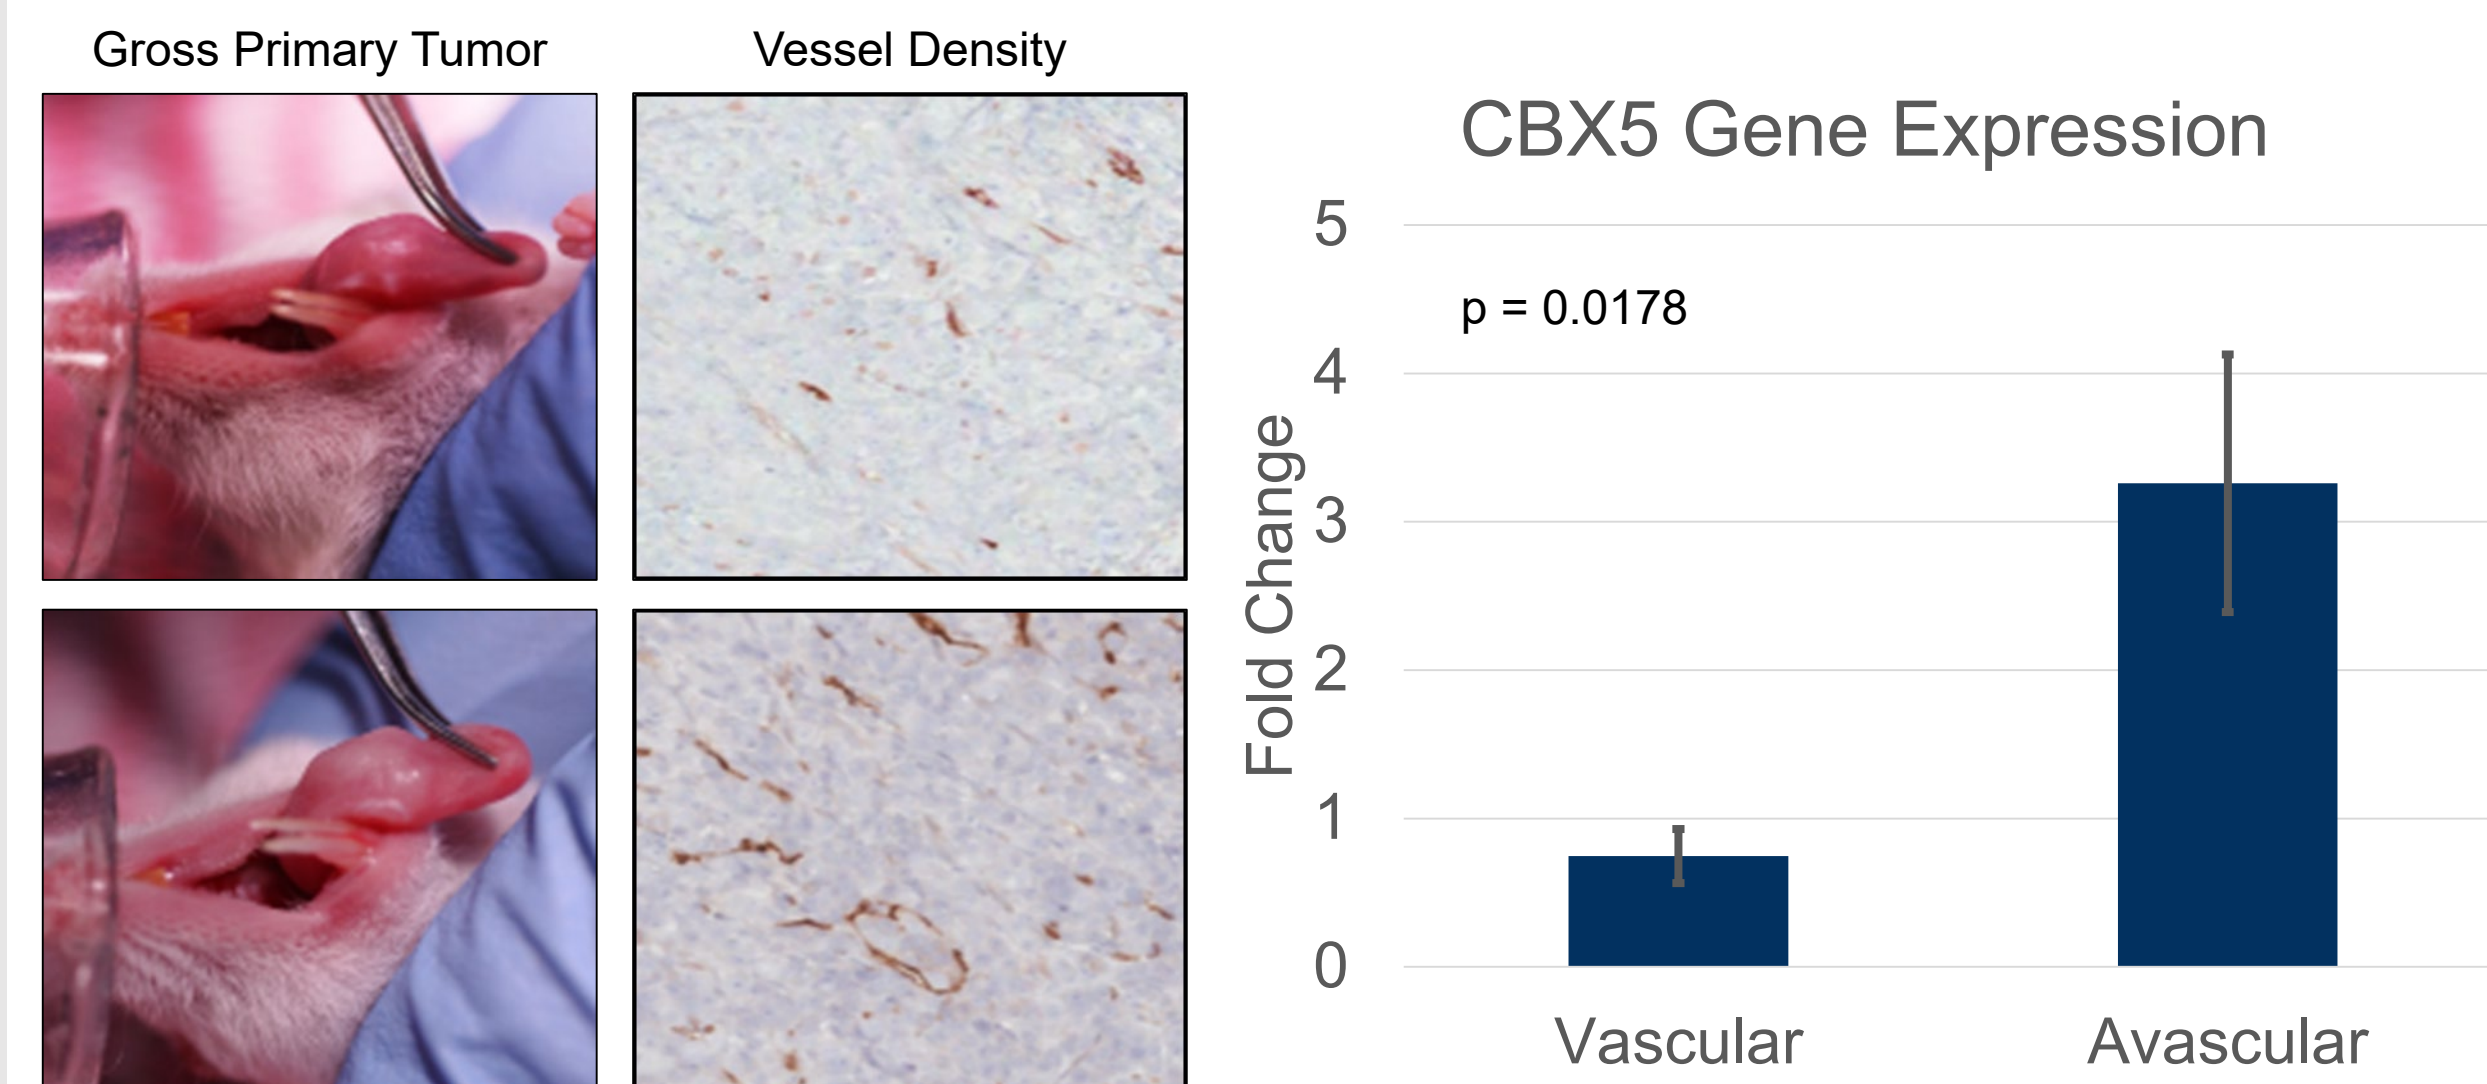 Gross Primary Tumor
Vessel Density
CBX5 Gene Expression
5
p = 0.0178
4
3
2
1
0
Fold Change
Vascular
Avascular